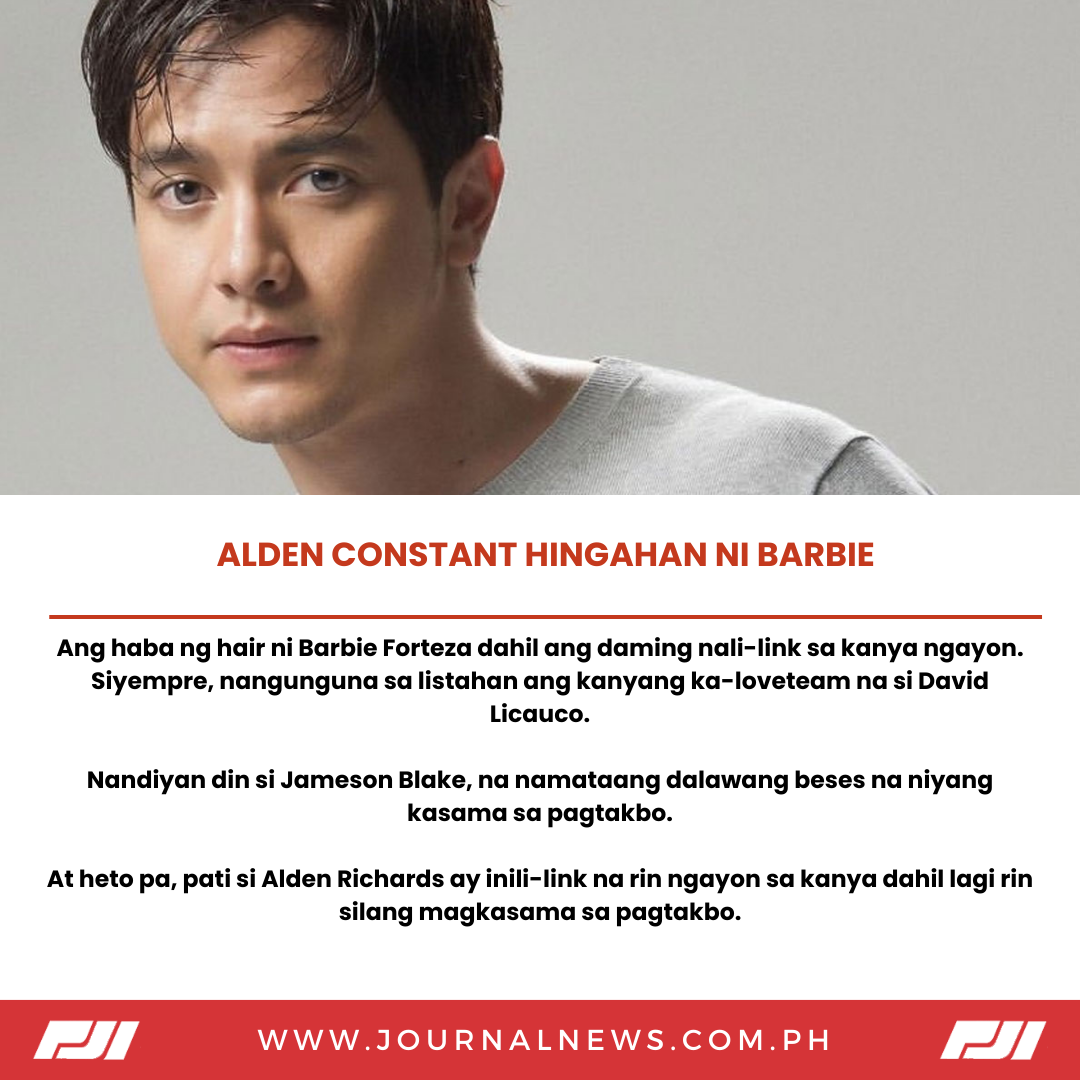 ALDEN CONSTANT HINGAHAN NI BARBIE
Ang haba ng hair ni Barbie Forteza dahil ang daming nali-link sa kanya ngayon.
Siyempre, nangunguna sa listahan ang kanyang ka-loveteam na si David
Licauco.
Nandiyan din si Jameson Blake, na namataang dalawang beses na niyang
kasama sa pagtakbo.
At heto pa, pati si Alden Richards ay inili-link na rin ngayon sa kanya dahil lagi rin
silang magkasama sa pagtakbo.
PJI WWW.JOURNALNEWS.COM.PH PJI